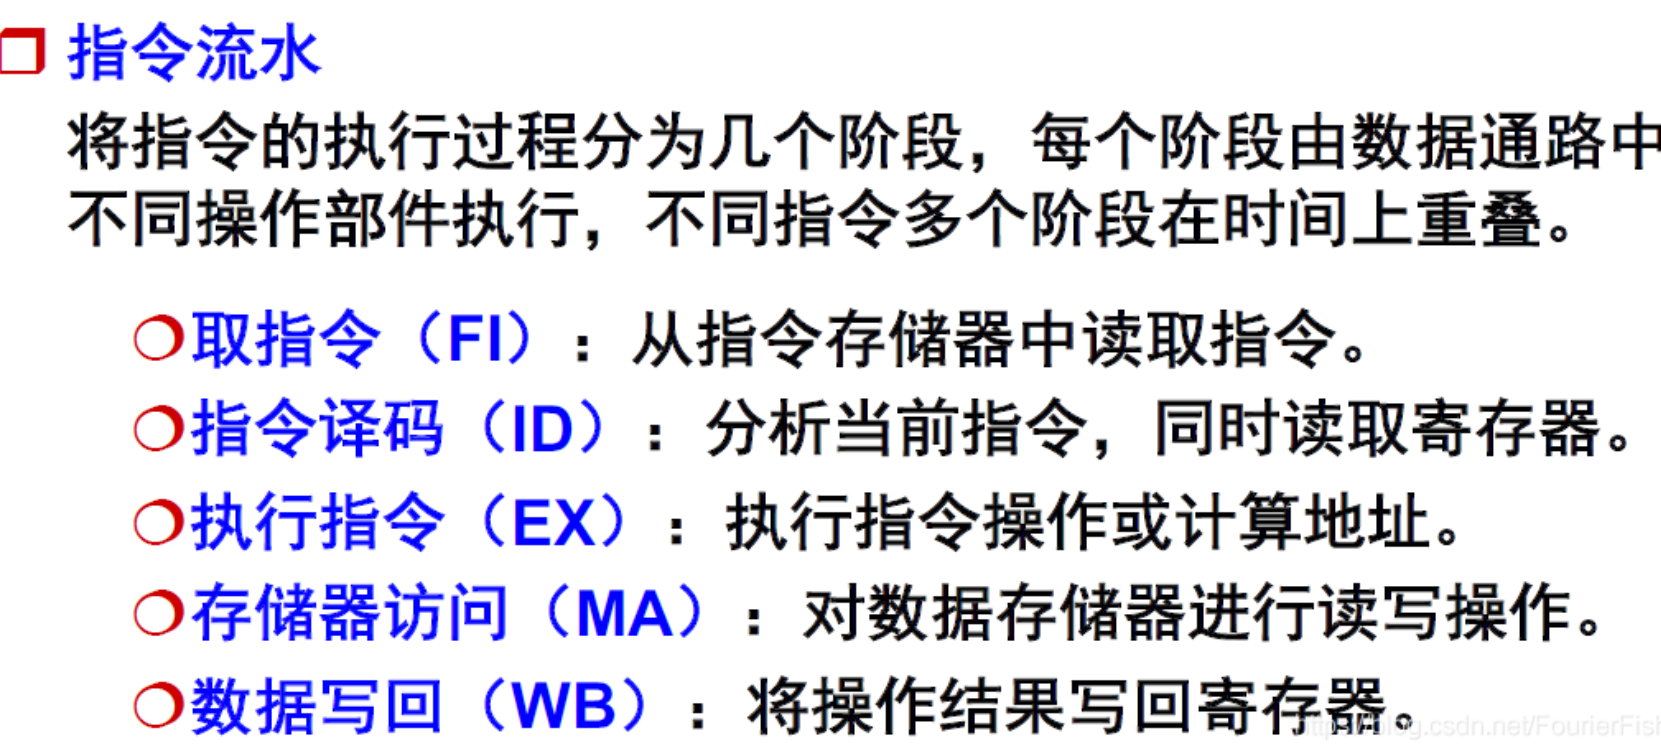 指令流水
将指令的执行过程分为几个阶段，每个阶段由数据通路中
不同操作部件执行，不同指令多个阶段在时间上重叠。
取指令（FI）：从指令存储器中读取指令。
指令译码（ID）：分析当前指令，同时读取寄存器。
执行指令（EX）：执行指令操作或计算地址。
存储器访问（MA）：对数据存储器进行读写操作。
数据写回（WB）：将操作结果写回寄存器。
https://blog.csdn.net/FourierFish